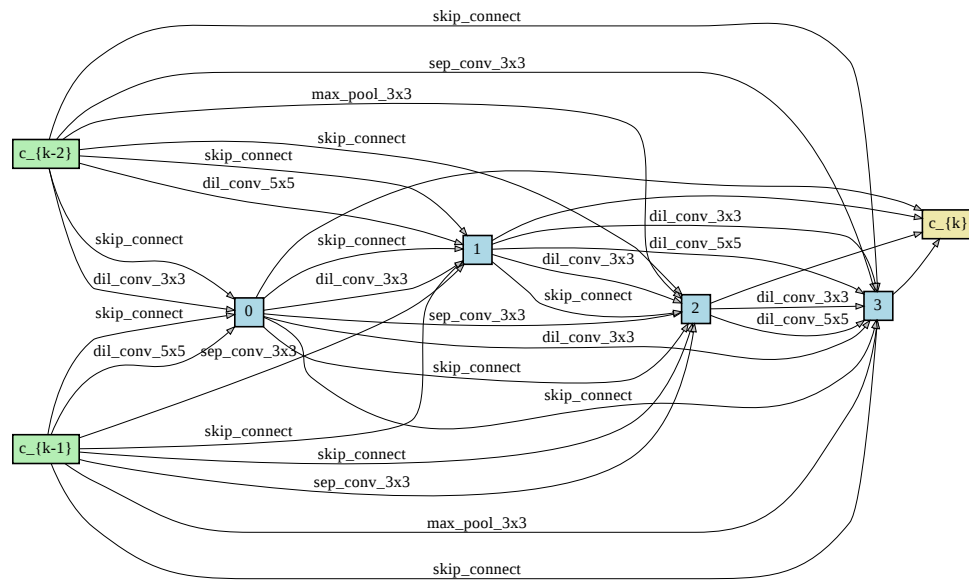 skip_connect
sep_conv_3x3
max_pool_3x3
skip_connect
c_{k-2}
skip_connect
dil_conv_5x5
dil_conv_3x3
c_{k}
skip_connect
skip_connect
1
dil_conv_5x5
dil_conv_3x3
dil_conv_3x3
dil_conv_3x3
skip_connect
dil_conv_3x3
skip_connect
0
sep_conv_3x3
2
3
dil_conv_5x5
dil_conv_5x5
sep_conv_3x3
dil_conv_3x3
skip_connect
skip_connect
skip_connect
c_{k-1}
skip_connect
sep_conv_3x3
max_pool_3x3
skip_connect